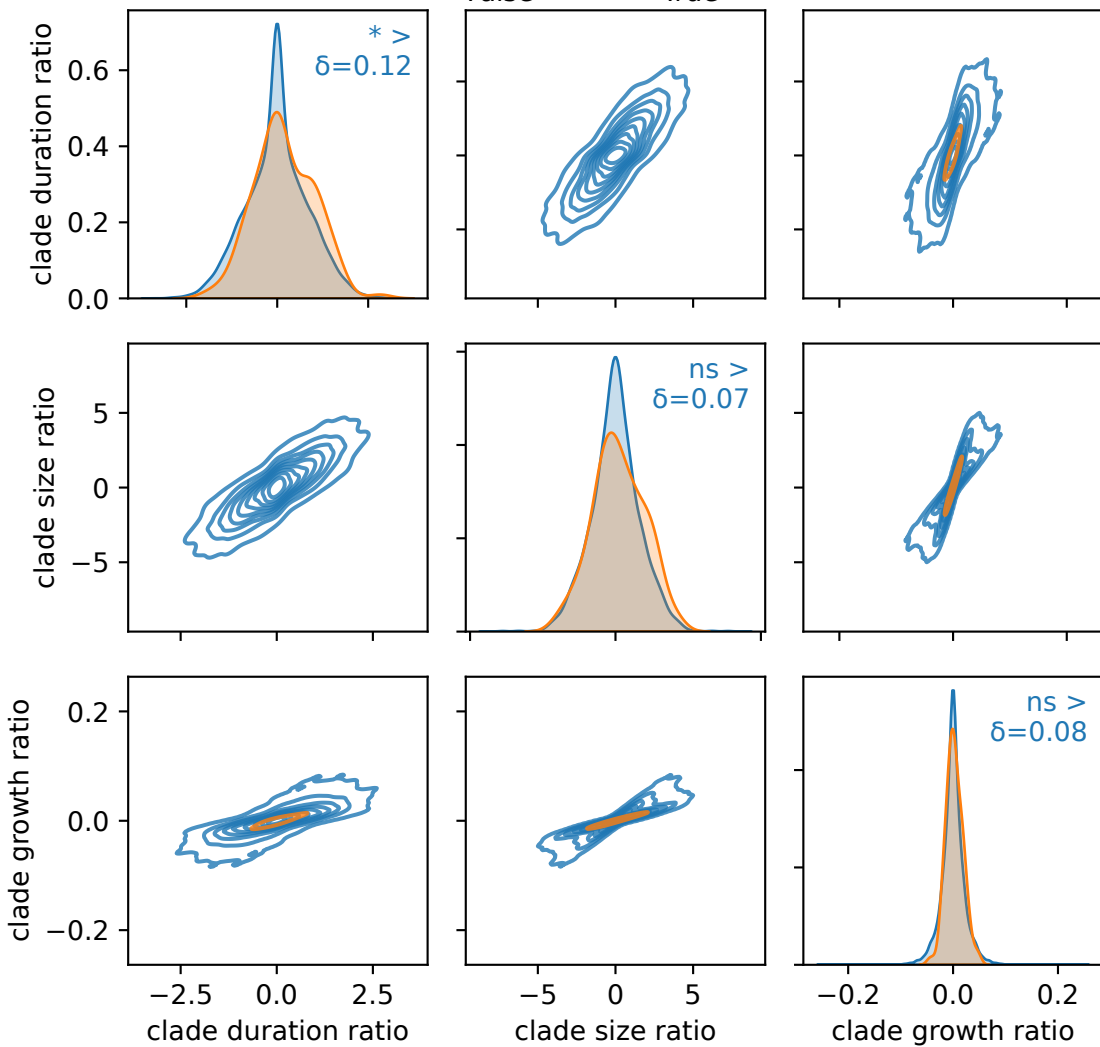 clade duration ratio
0.6
0.4
0.2
0.0
* >
δ=0.12
clade size ratio
5
0
−5
ns >
δ=0.07
clade growth ratio
0.2
0.0
−0.2
ns >
δ=0.08
−2.5 0.0 2.5
−5 0 5
−0.2 0.0 0.2
clade duration ratio
clade size ratio
clade growth ratio